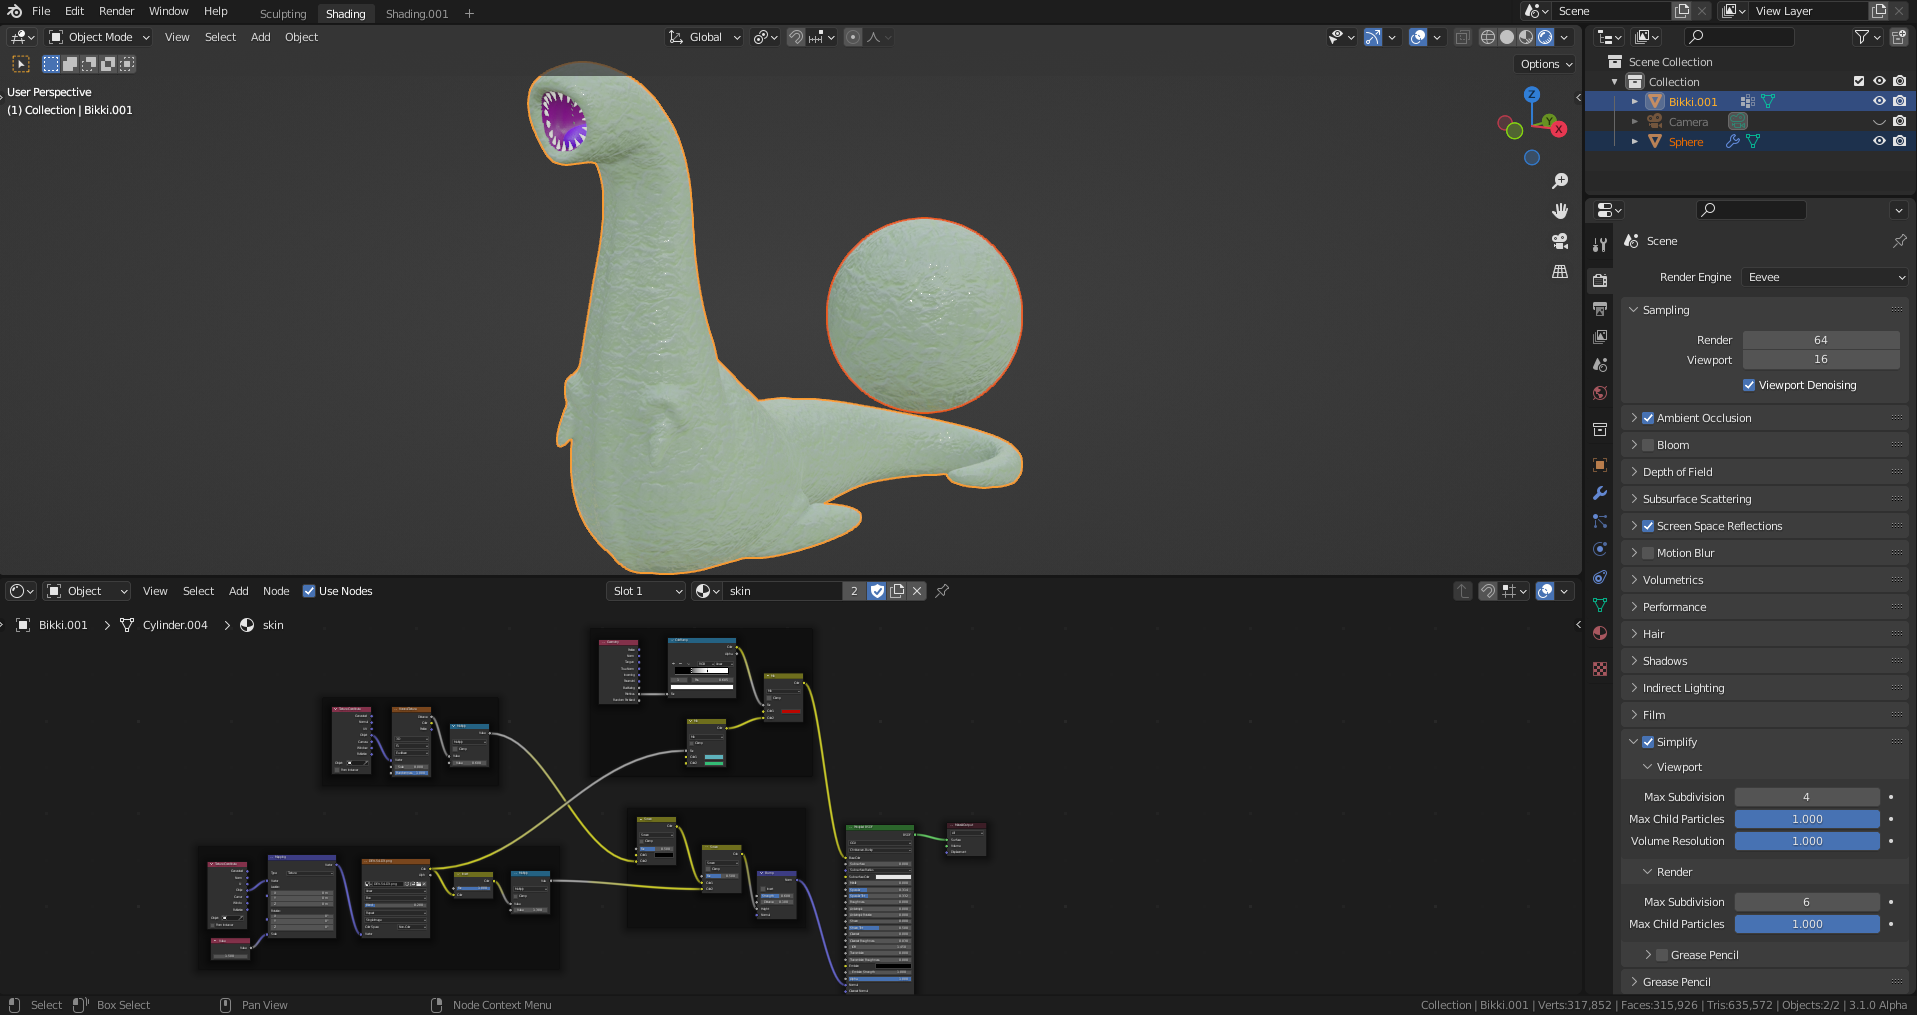 File Edit Render Window Help Sculpting Shading Shading.001 + Scene View Layer
Object Mode View Select Add Object Global
Options
User Perspective
(1) Collection | Bikki.001
Z
Y
X
Scene Collection
Collection
Bikki.001
Camera
Sphere
Scene
Render Engine Eevee
Sampling
Render 64
Viewport 16
Viewport Denoising
Ambient Occlusion
Bloom
Depth of Field
Subsurface Scattering
Screen Space Reflections
Motion Blur
Volumetrics
Performance
Hair
Shadows
Indirect Lighting
Film
Simplify
Viewport
Max Subdivision 4
Max Child Particles 1.000
Volume Resolution 1.000
Render
Max Subdivision 6
Max Child Particles 1.000
Grease Pencil
Grease Pencil
Object View Select Add Node Use Nodes Slot 1 skin 2
Bikki.001 > Cylinder.004 > skin
Select Box Select Pan View Node Context Menu
Collection | Bikki.001 | Verts:317,852 | Faces:315,926 | Tris:635,572 | Objects:2/2 | 3.1.0 Alpha